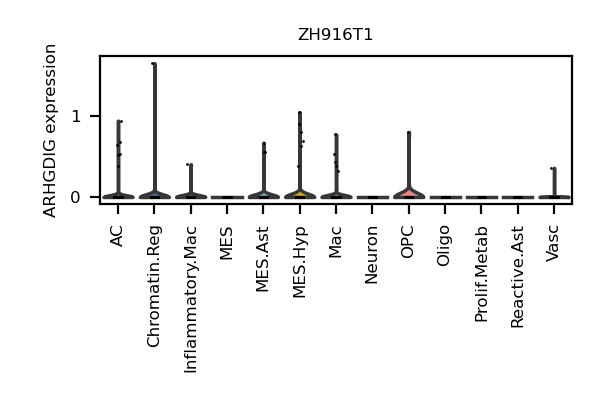 ZH916T1
ARHGDIG expression
1
0
AC
Chromatin.Reg
Inflammatory.Mac
MES
MES.Ast
MES.Hyp
Mac
Neuron
OPC
Oligo
Prolif.Metab
Reactive.Ast
Vasc